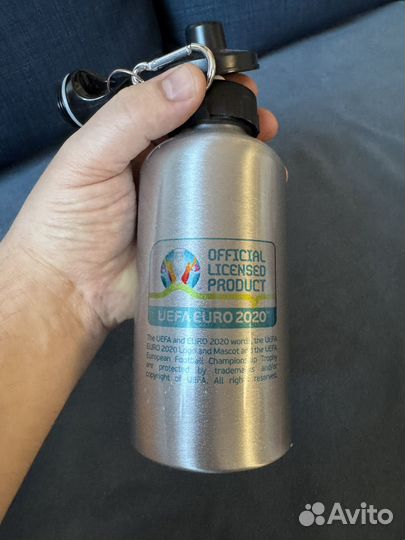 OFFICIAL
LICENSED
PRODUCT
UEFA EURO 2020
The UEFA and EURO 2020 words, the UEFA
EURO 2020 Logo and Mascot and the UEFA
European Football Championship Trophy
are protected by trademarks and/or
copyright of UEFA. All rights reserved.
Avito